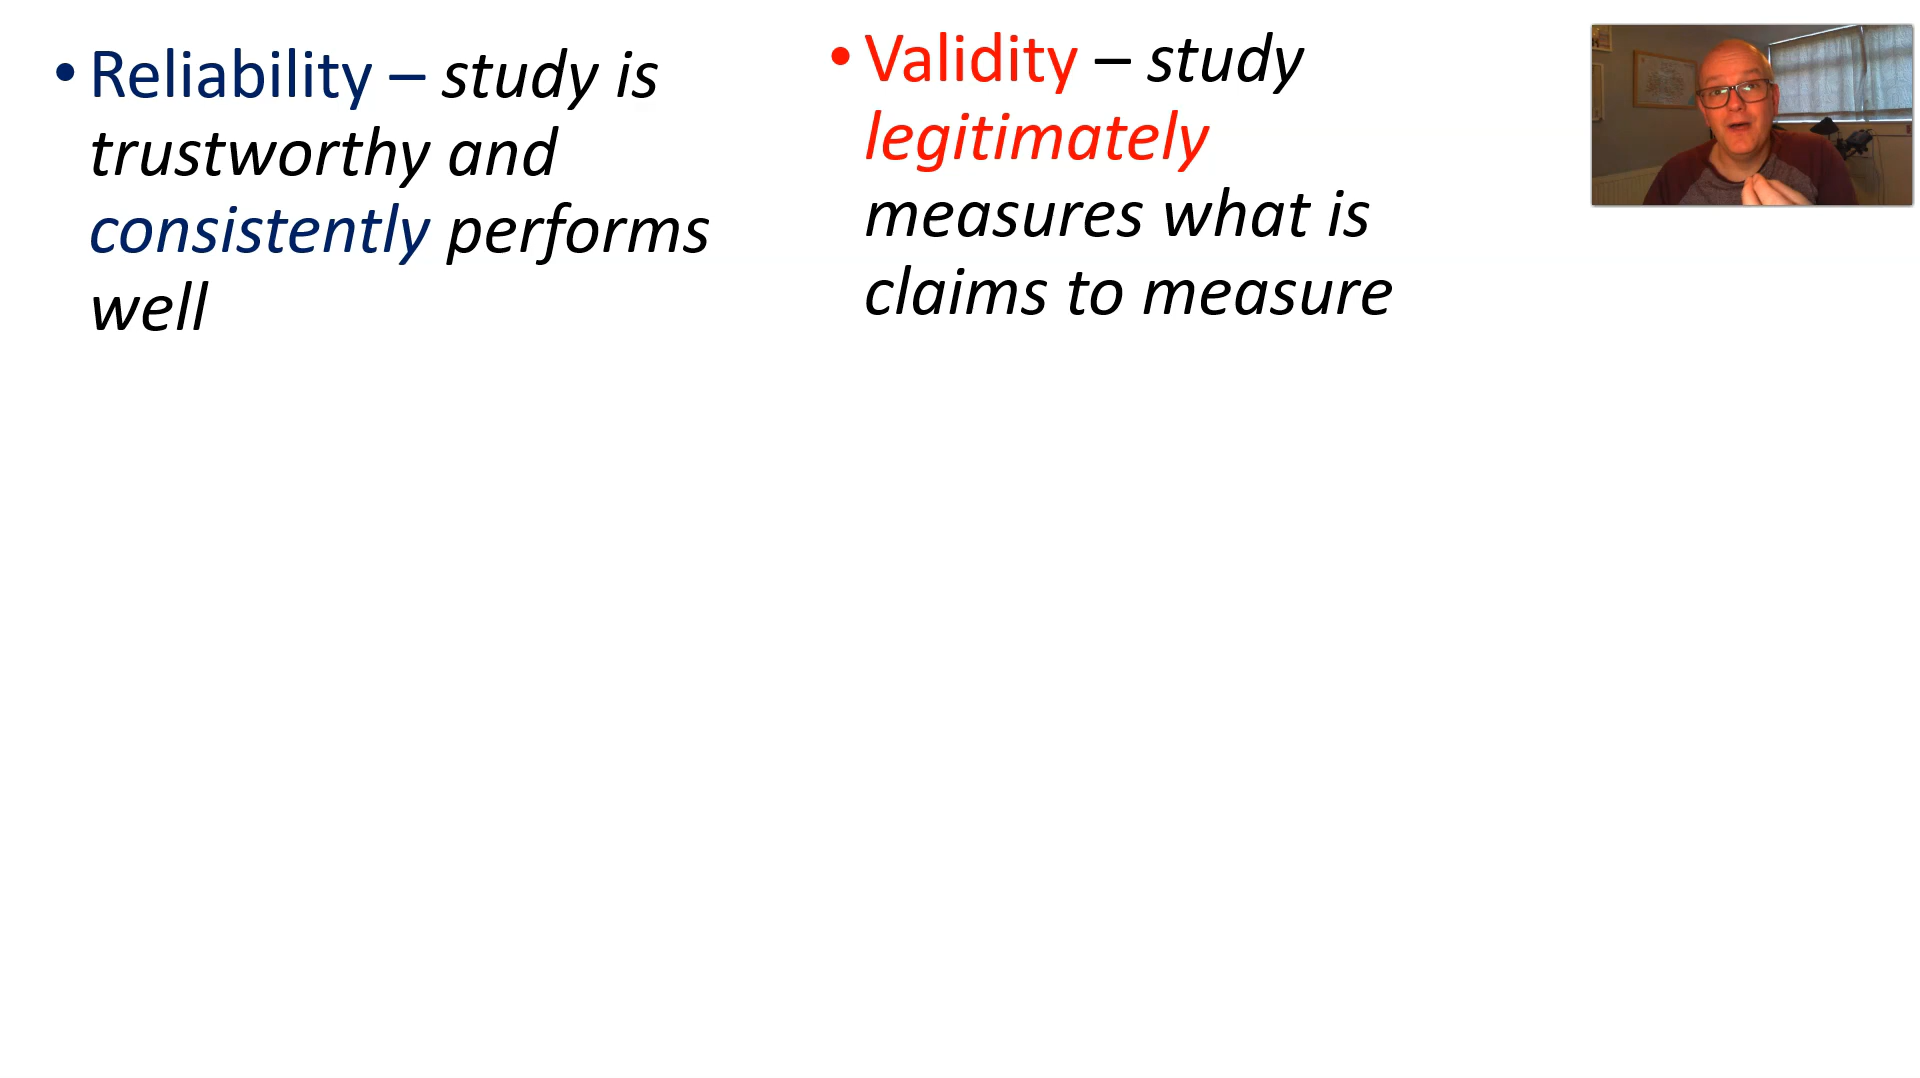 • Reliability – study is
trustworthy and
consistently performs
well
• Validity – study
legitimately
measures what is
claims to measure